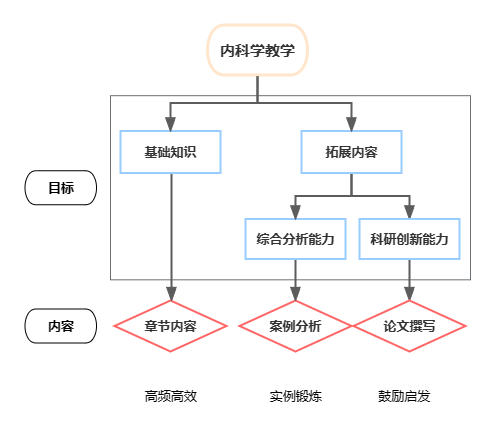 内科学教学
基础知识
拓展内容
目标
综合分析能力
科研创新能力
内容
章节内容
案例分析
论文撰写
高频高效
实例锻炼
鼓励启发